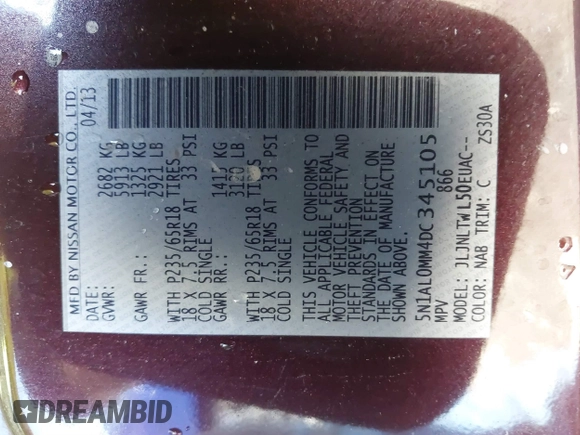 MFD BY NISSAN MOTOR CO., LTD.
DATE: 04/13
GVWR: 2682 KG
5913 LB
GAWR FR.: 1325 KG
2921 LB
WITH P235/65R18 TIRES
18 X 7.5 RIMS AT 33 PSI
COLD SINGLE
GAWR RR.: 1415 KG
3120 LB
WITH P235/65R18 TIRES
18 X 7.5 RIMS AT 33 PSI
COLD SINGLE
THIS VEHICLE CONFORMS TO
ALL APPLICABLE FEDERAL
MOTOR VEHICLE SAFETY AND
THEFT PREVENTION
STANDARDS IN EFFECT ON
THE DATE OF MANUFACTURE
SHOWN ABOVE.
5N1AL0MM4DC345105
MPV 866
MODEL: JLJNLTWL50EUAC--
COLOR: NAB TRIM: C ZS30A
DREAMBID